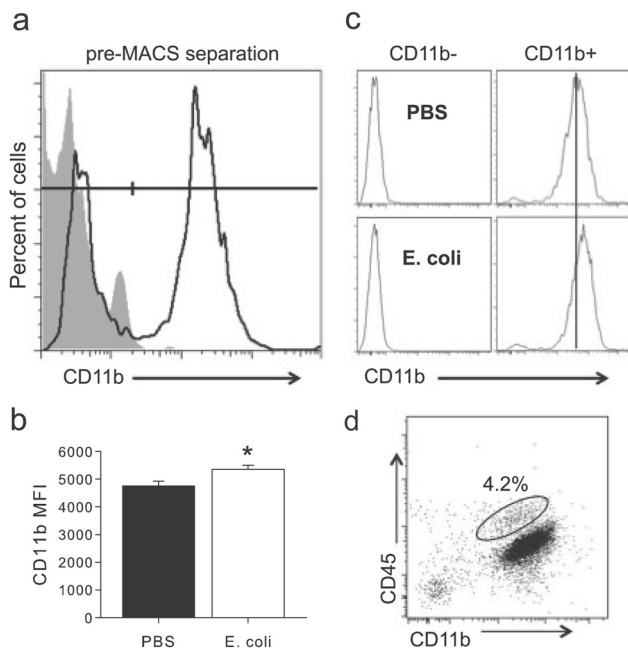 a
pre-MACS separation
Percent of cells
CD11b
b
CD11b MFI
6000
5000
4000
3000
2000
1000
0
*
PBS
E. coli
c
CD11b- CD11b+
PBS
E. coli
CD11b
d
4.2%
CD45
CD11b